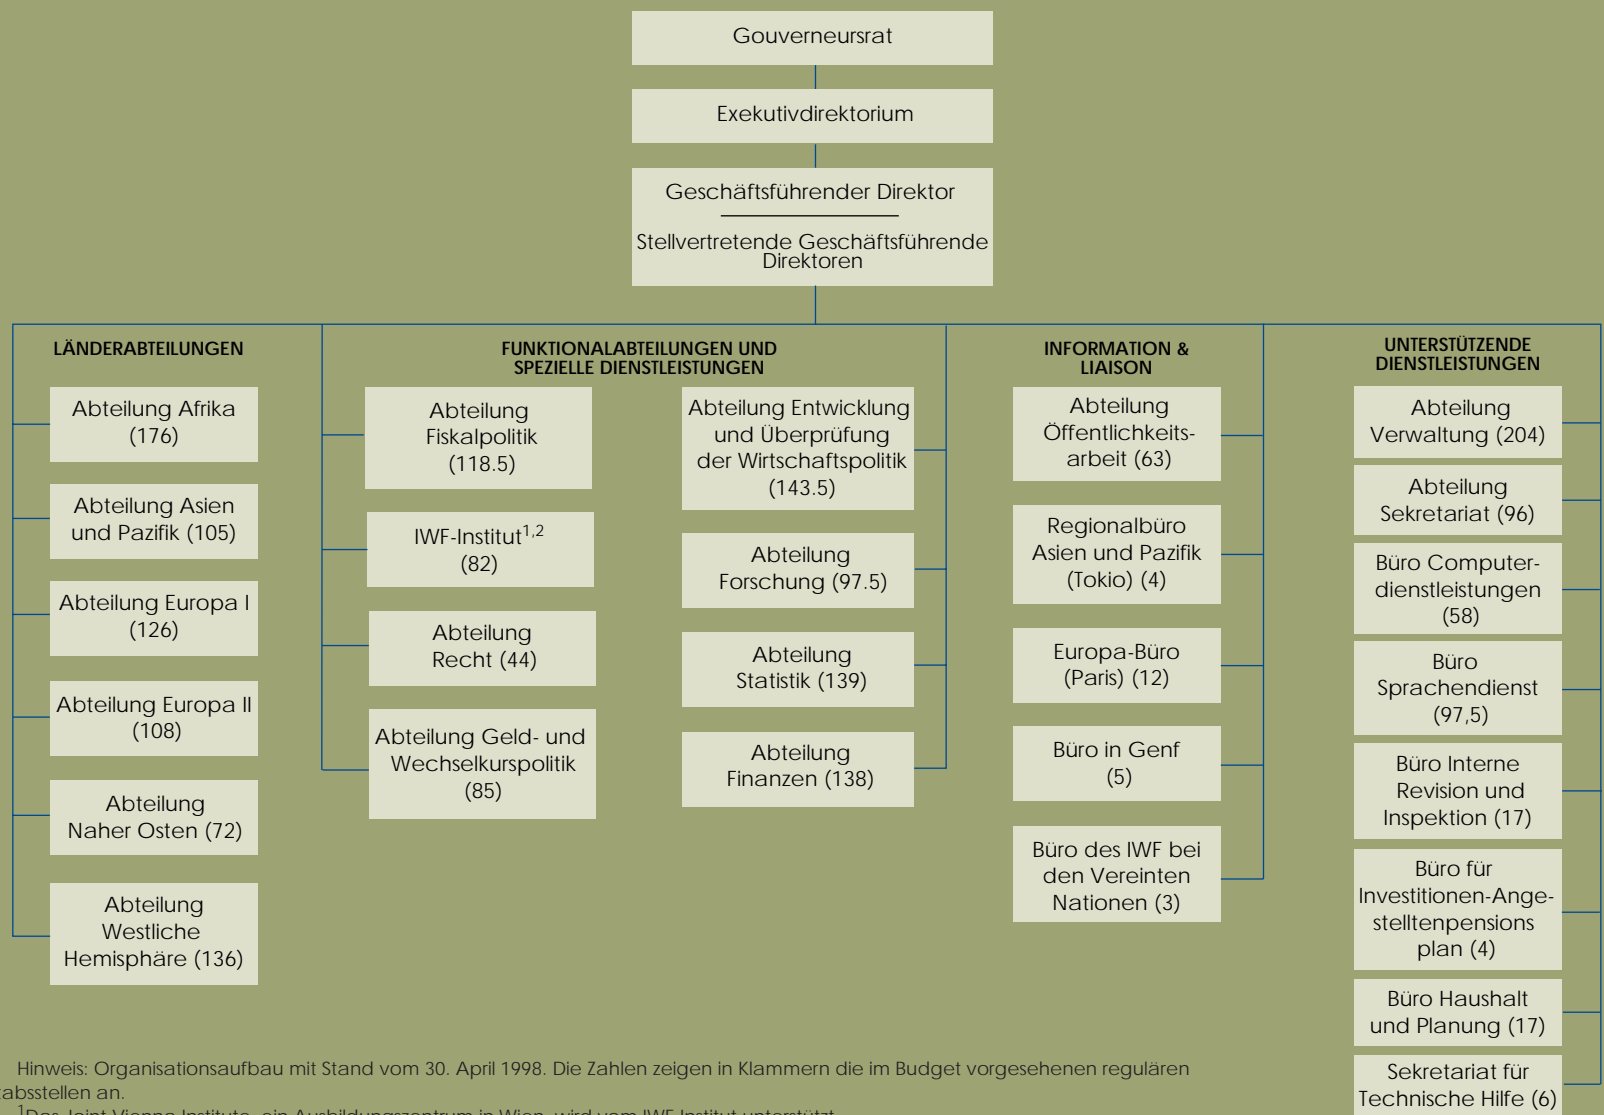 Gouverneursrat
Exekutivdirektorium
Geschäftsführender Direktor
Stellvertretende Geschäftsführende
Direktoren
LÄNDERABTEILUNGEN
Abteilung Afrika
(176)
Abteilung Asien
und Pazifik (105)
Abteilung Europa I
(126)
Abteilung Europa II
(108)
Abteilung
Naher Osten (72)
Abteilung
Westliche
Hemisphäre (136)
FUNKTIONALABTEILUNGEN UND
SPEZIELLE DIENSTLEISTUNGEN
Abteilung
Fiskalpolitik
(118.5)
IWF-Institut1,2
(82)
Abteilung
Recht (44)
Abteilung Geld- und
Wechselkurspolitik
(85)
Abteilung Entwicklung
und Überprüfung
der Wirtschaftspolitik
(143.5)
Abteilung
Forschung (97.5)
Abteilung
Statistik (139)
Abteilung
Finanzen (138)
INFORMATION &
LIAISON
Abteilung
Öffentlichkeits-
arbeit (63)
Regionalbüro
Asien und Pazifik
(Tokio) (4)
Europa-Büro
(Paris) (12)
Büro in Genf
(5)
Büro des IWF bei
den Vereinten
Nationen (3)
UNTERSTÜTZENDE
DIENSTLEISTUNGEN
Abteilung
Verwaltung (204)
Abteilung
Sekretariat (96)
Büro Computer-
dienstleistungen
(58)
Büro
Sprachendienst
(97,5)
Büro Interne
Revision und
Inspektion (17)
Büro für
Investitionen-Ange-
stelltenpensions
plan (4)
Büro Haushalt
und Planung (17)
Sekretariat für
Technische Hilfe (6)
Hinweis: Organisationsaufbau mit Stand vom 30. April 1998. Die Zahlen zeigen in Klammern die im Budget vorgesehenen regulären
tabsstellen an.